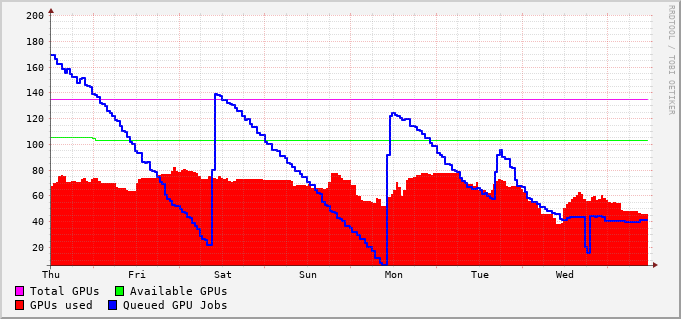 200
180
160
140
120
100
80
60
40
20
Thu Fri Sat Sun Mon Tue Wed
Total GPUs Available GPUs
GPUs used Queued GPU Jobs
RRDTOOL / TOBI OETIKER